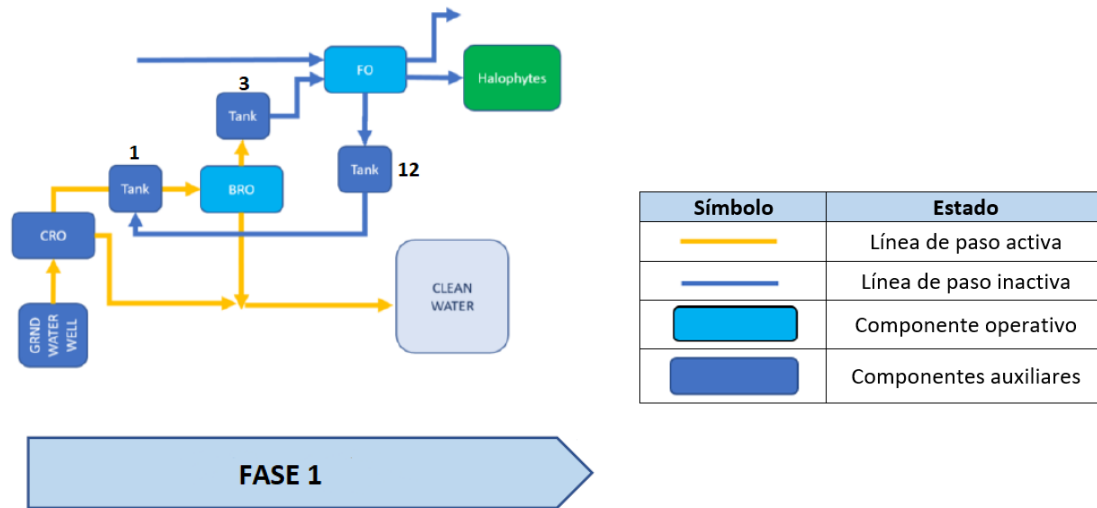 FO
Halophytes
3
Tank
1
Tank
BRO
Tank
12
CRO
GRND
WATER
WELL
CLEAN
WATER
Símbolo Estado
Línea de paso activa
Línea de paso inactiva
Componente operativo
Componentes auxiliares
FASE 1